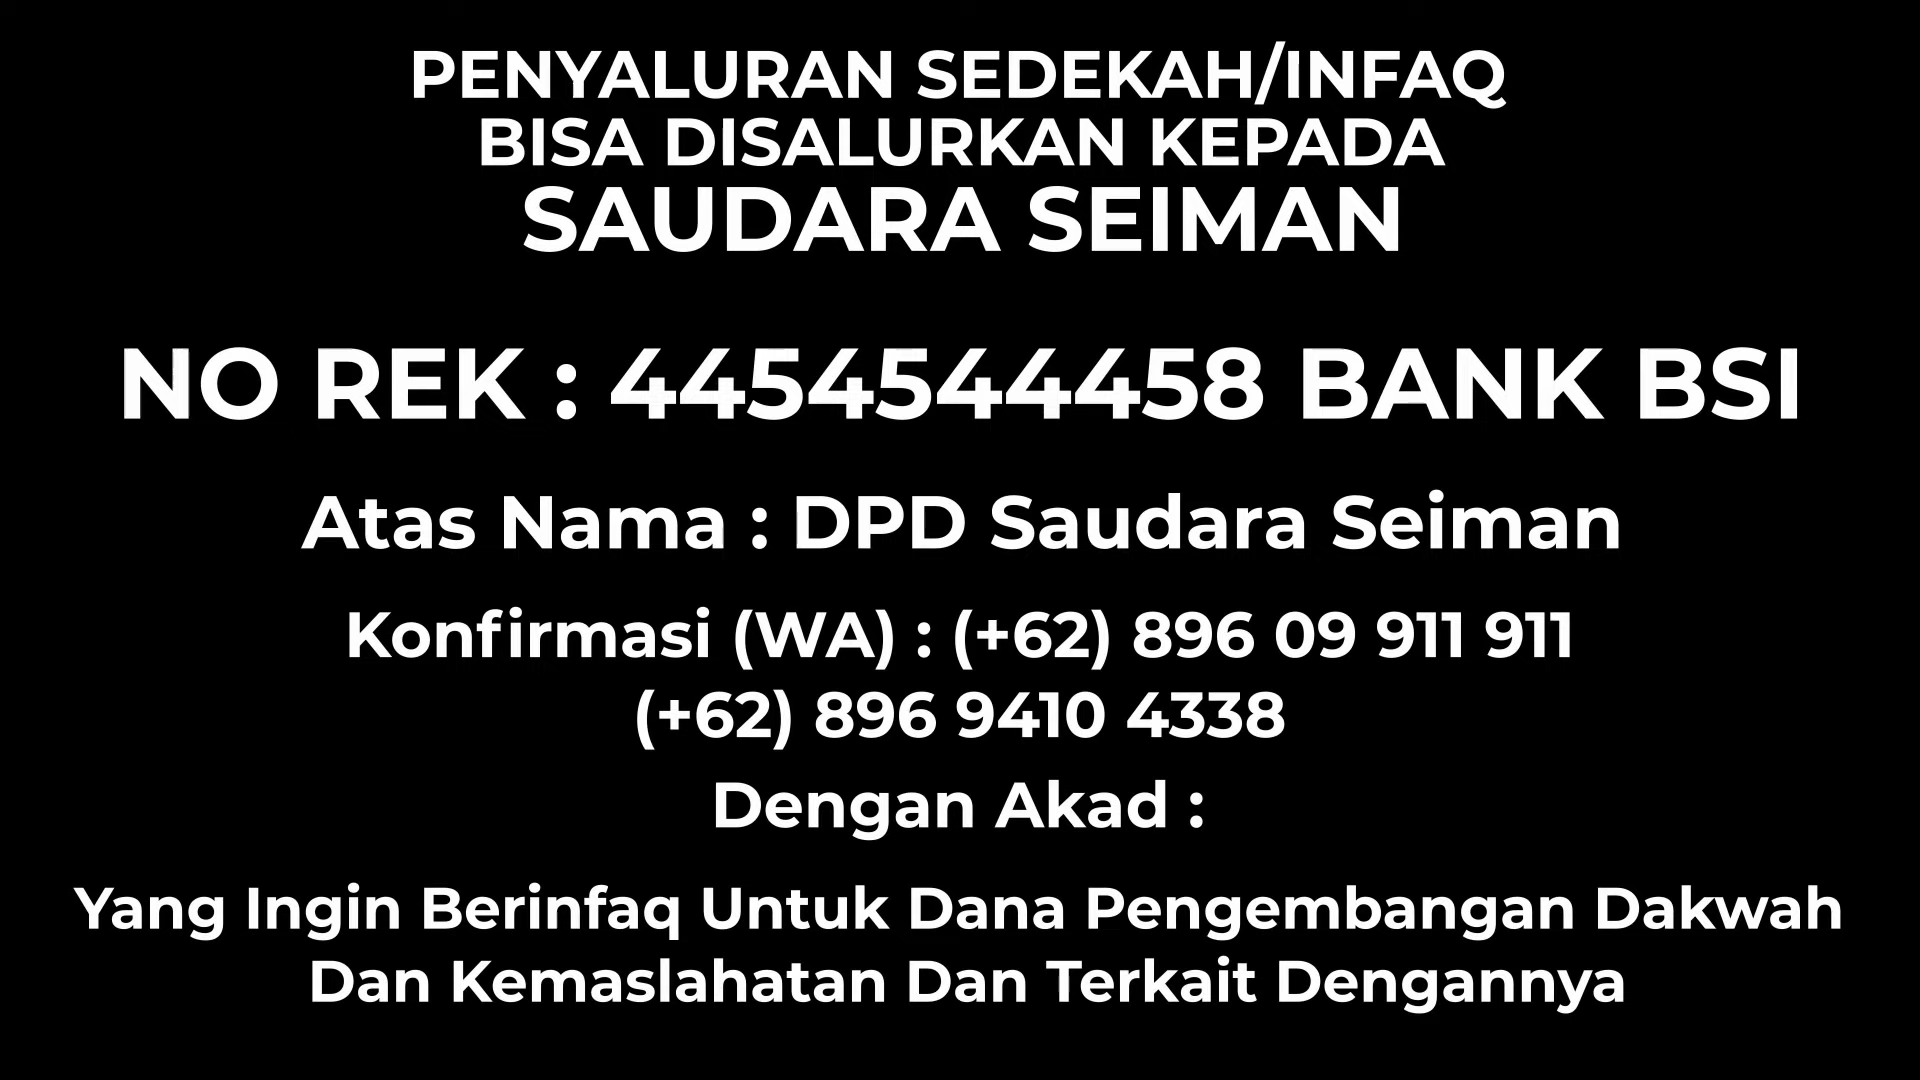 PENYALURAN SEDEKAH/INFAQ
BISA DISALURKAN KEPADA
SAUDARA SEIMAN
NO REK : 4454544458 BANK BSI
Atas Nama : DPD Saudara Seiman
Konfirmasi (WA) : (+62) 896 09 911 911
(+62) 896 9410 4338
Dengan Akad :
Yang Ingin Berinfaq Untuk Dana Pengembangan Dakwah
Dan Kemaslahatan Dan Terkait Dengannya